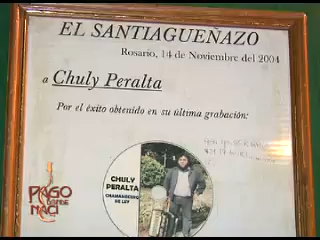 EL SANTIAGUEÑAZO
Rosario, 14 de Noviembre del 2004
a Chuly Peralta
Por el éxito obtenido en su última grabación:
CHULY
PERALTA
CHAMAMECERO
DE LEY
PAGO
DONDE
NACI